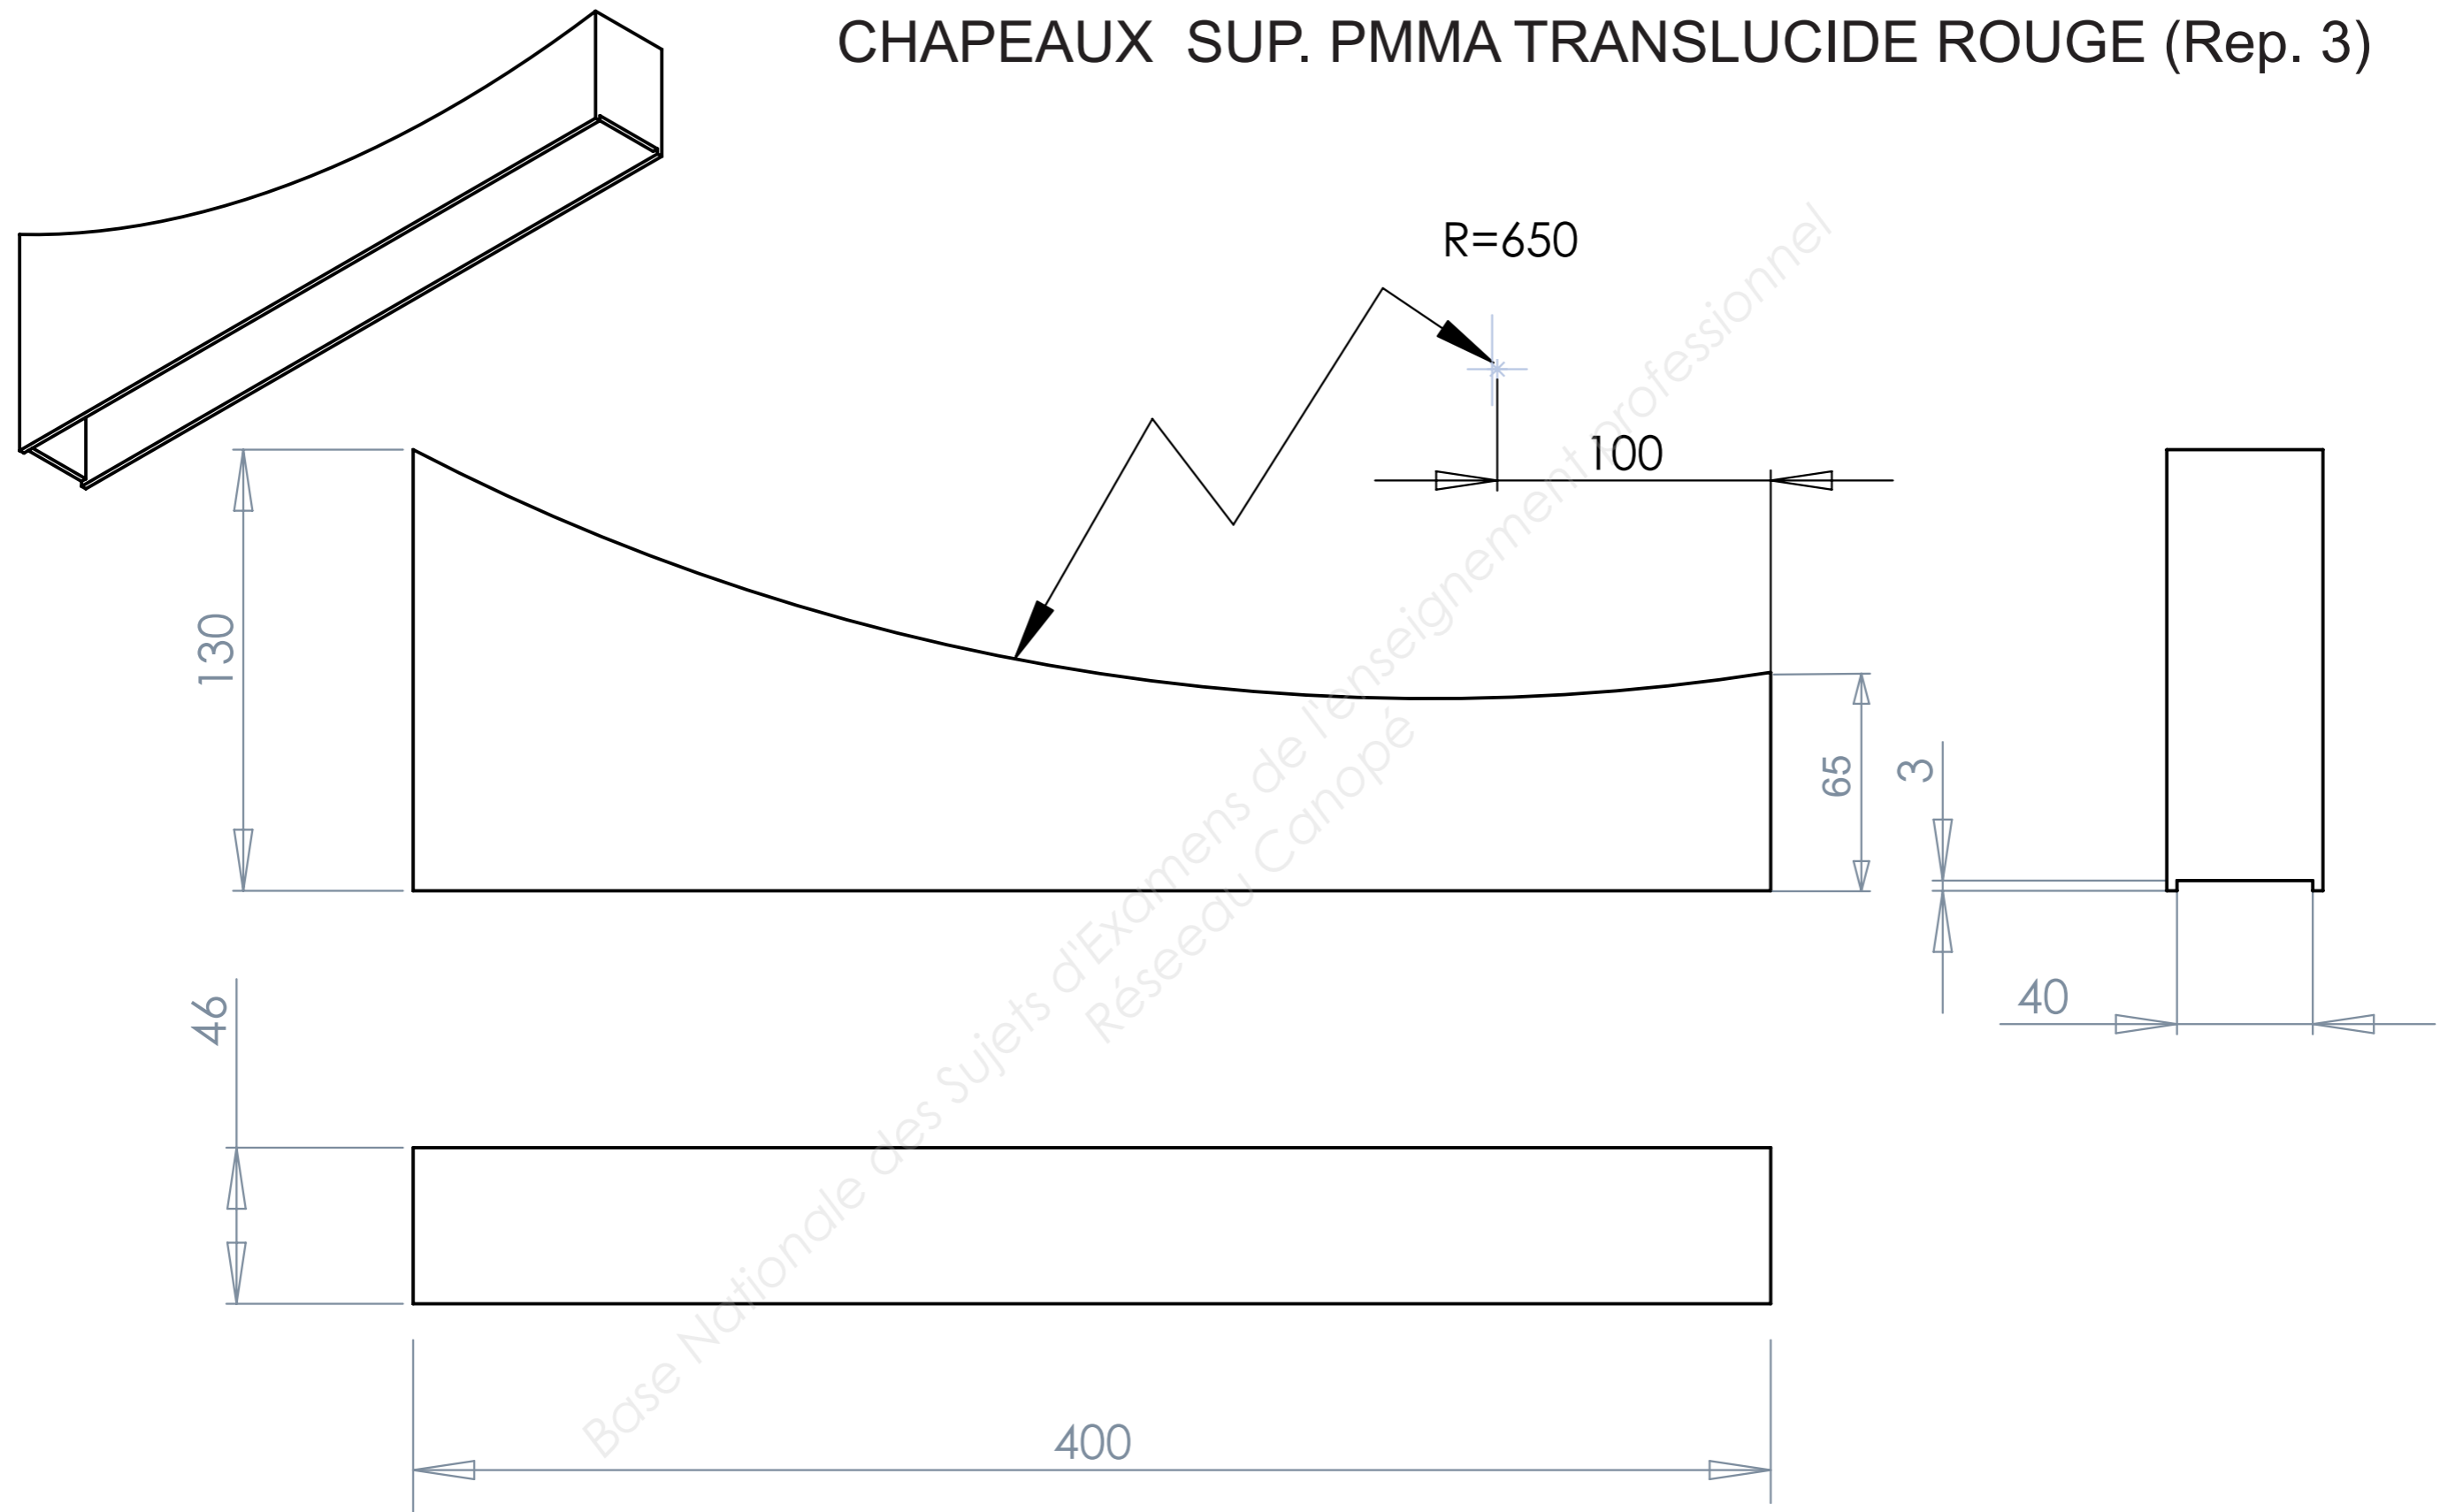 CHAPEAUX SUP. PMMA TRANSLUCIDE ROUGE (Rep. 3)
R=650
100
130
65
3
40
46
400
Base Nationale des Sujets d'Examens de l'enseignement professionnel
Réseeau Canopé